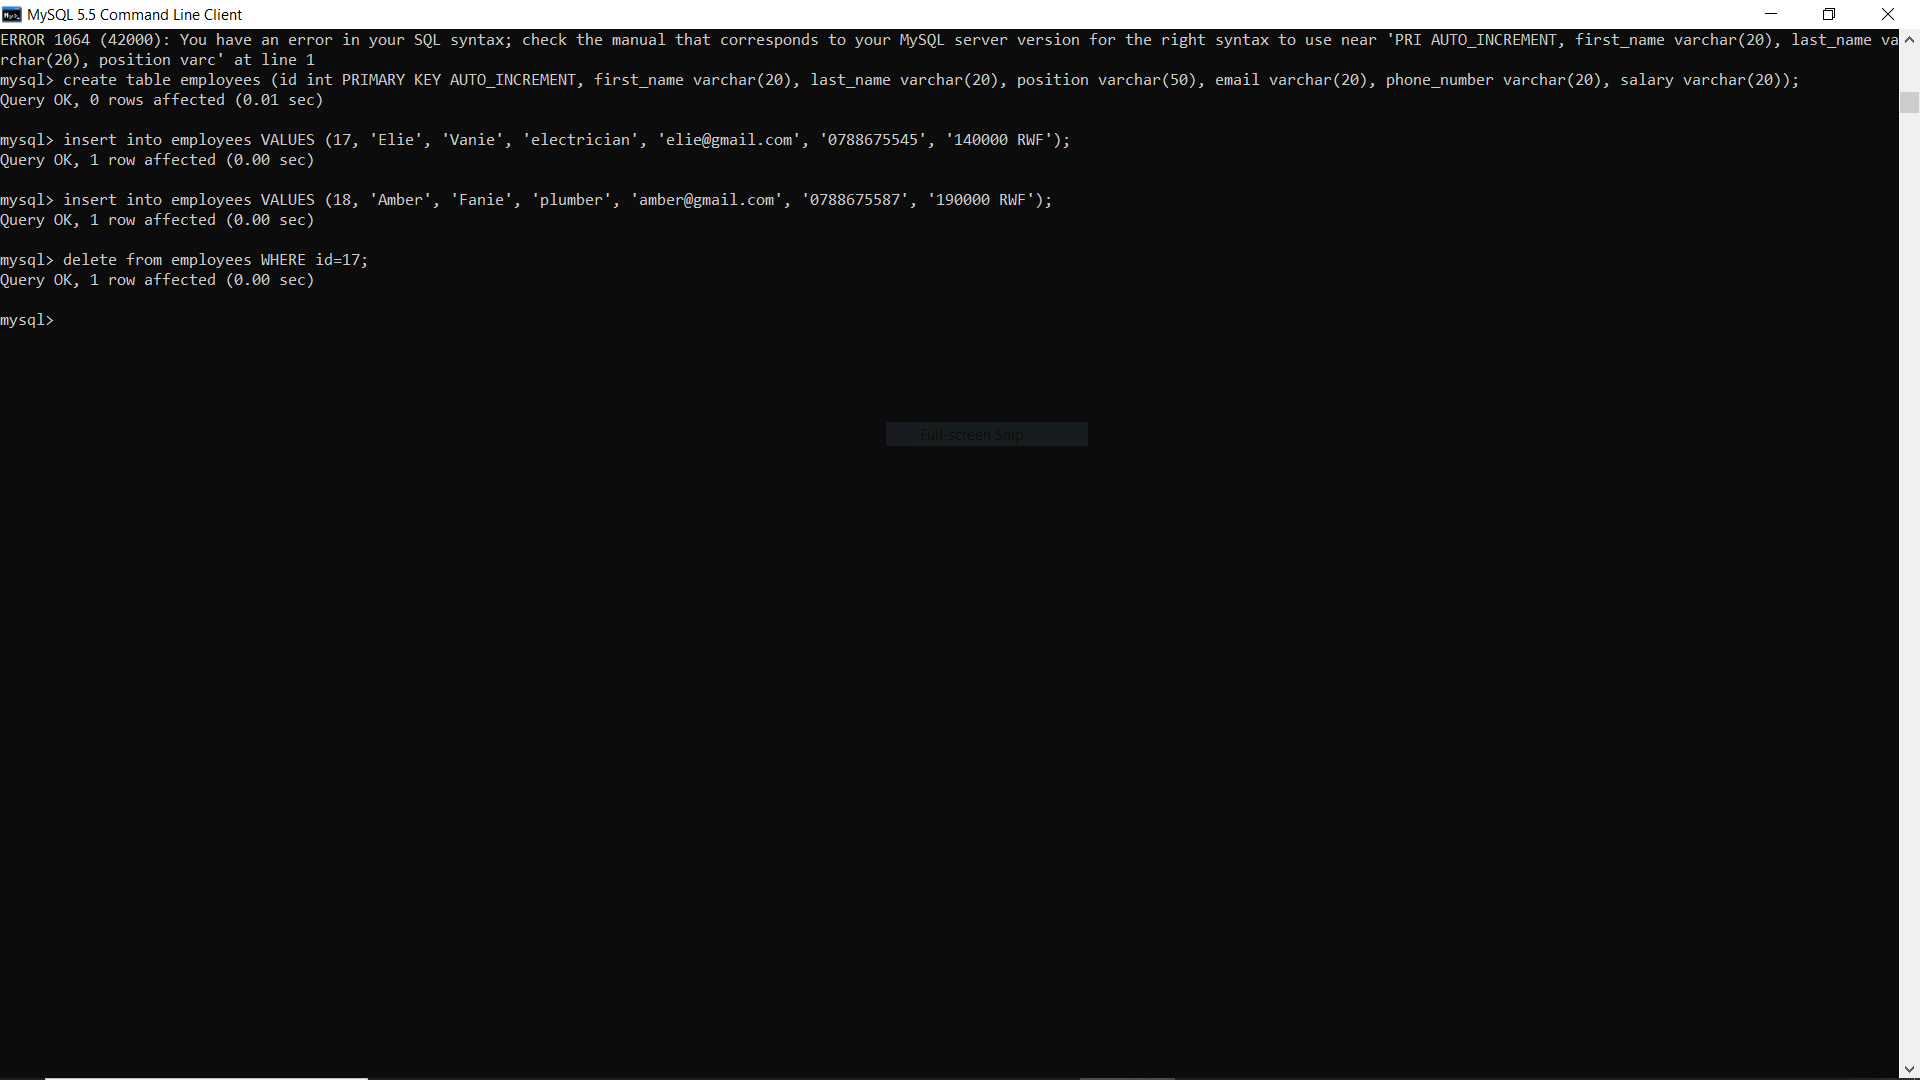 MySQL 5.5 Command Line Client
ERROR 1064 (42000): You have an error in your SQL syntax; check the manual that corresponds to your MySQL server version for the right syntax to use near 'PRI AUTO_INCREMENT, first_name varchar(20), last_name va
rchar(20), position varc' at line 1
mysql> create table employees (id int PRIMARY KEY AUTO_INCREMENT, first_name varchar(20), last_name varchar(20), position varchar(50), email varchar(20), phone_number varchar(20), salary varchar(20));
Query OK, 0 rows affected (0.01 sec)
mysql> insert into employees VALUES (17, 'Elie', 'Vanie', 'electrician', 'elie@gmail.com', '0788675545', '140000 RWF');
Query OK, 1 row affected (0.00 sec)
mysql> insert into employees VALUES (18, 'Amber', 'Fanie', 'plumber', 'amber@gmail.com', '0788675587', '190000 RWF');
Query OK, 1 row affected (0.00 sec)
mysql> delete from employees WHERE id=17;
Query OK, 1 row affected (0.00 sec)
mysql>
Full-screen Snip